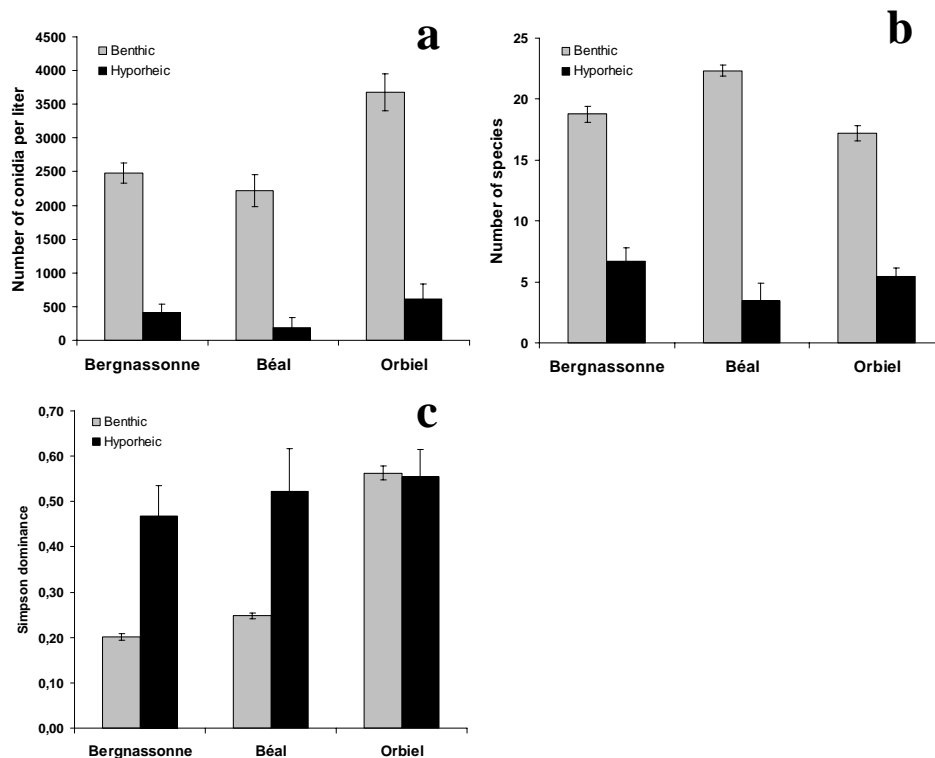 a
4500
4000
3500
3000
2500
2000
1500
1000
500
0
Number of conidia per liter
Benthic
Hyporheic
Bergnassonne Béal Orbiel
b
25
20
15
10
5
0
Number of species
Benthic
Hyporheic
Bergnassonne Béal Orbiel
c
0,70
0,60
0,50
0,40
0,30
0,20
0,10
0,00
Simpson dominance
Benthic
Hyporheic
Bergnassonne Béal Orbiel